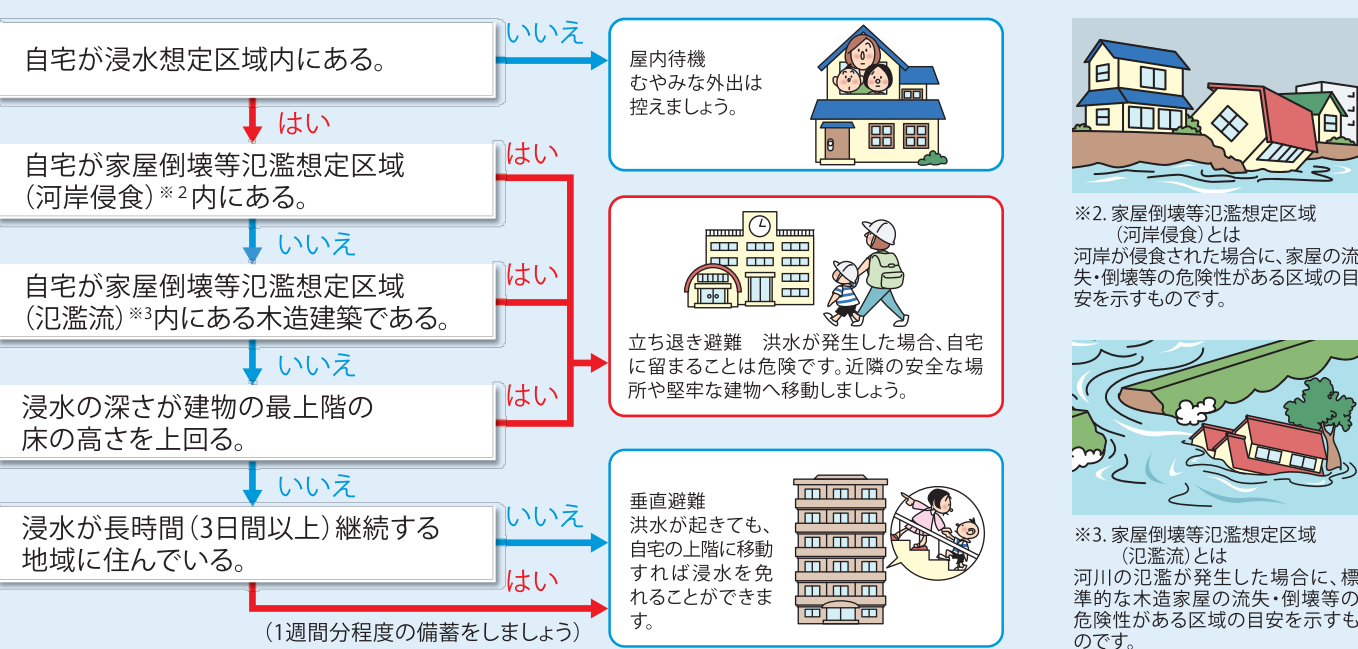 自宅が浸水想定区域内にある。
いいえ
はい
屋内待機
むやみな外出は
控えましょう。
自宅が家屋倒壊等氾濫想定区域
（河岸侵食）※2内にある。
はい
いいえ
自宅が家屋倒壊等氾濫想定区域
（氾濫流）※3内にある木造建築である。
はい
いいえ
立ち退き避難　洪水が発生した場合、自宅
に留まることは危険です。近隣の安全な場
所や堅牢な建物へ移動しましょう。
浸水の深さが建物の最上階の
床の高さを上回る。
はい
いいえ
浸水が長時間（3日間以上）継続する
地域に住んでいる。
いいえ
はい
（1週間分程度の備蓄をしましょう）
垂直避難
洪水が起きても、
自宅の上階に移動
すれば浸水を免
れることができま
す。
※2. 家屋倒壊等氾濫想定区域
（河岸侵食）とは
河岸が侵食された場合に、家屋の流
失・倒壊等の危険性がある区域の目
安を示すものです。
※3. 家屋倒壊等氾濫想定区域
（氾濫流）とは
河川の氾濫が発生した場合に、標
準的な木造家屋の流失・倒壊等の
危険性がある区域の目安を示すも
のです。